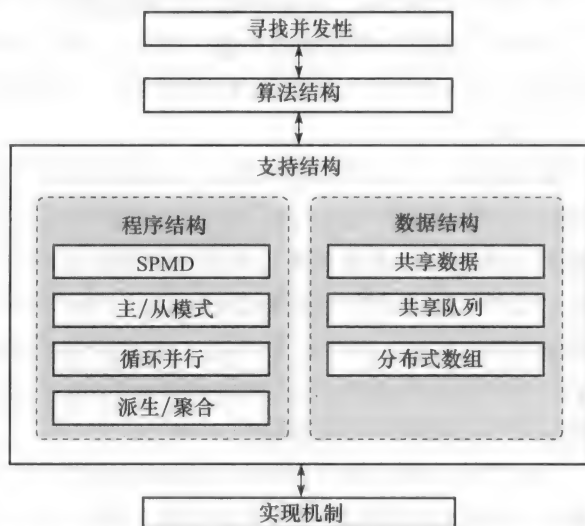 寻找并发性
算法结构
支持结构
程序结构
SPMD
主/从模式
循环并行
派生/聚合
数据结构
共享数据
共享队列
分布式数组
实现机制